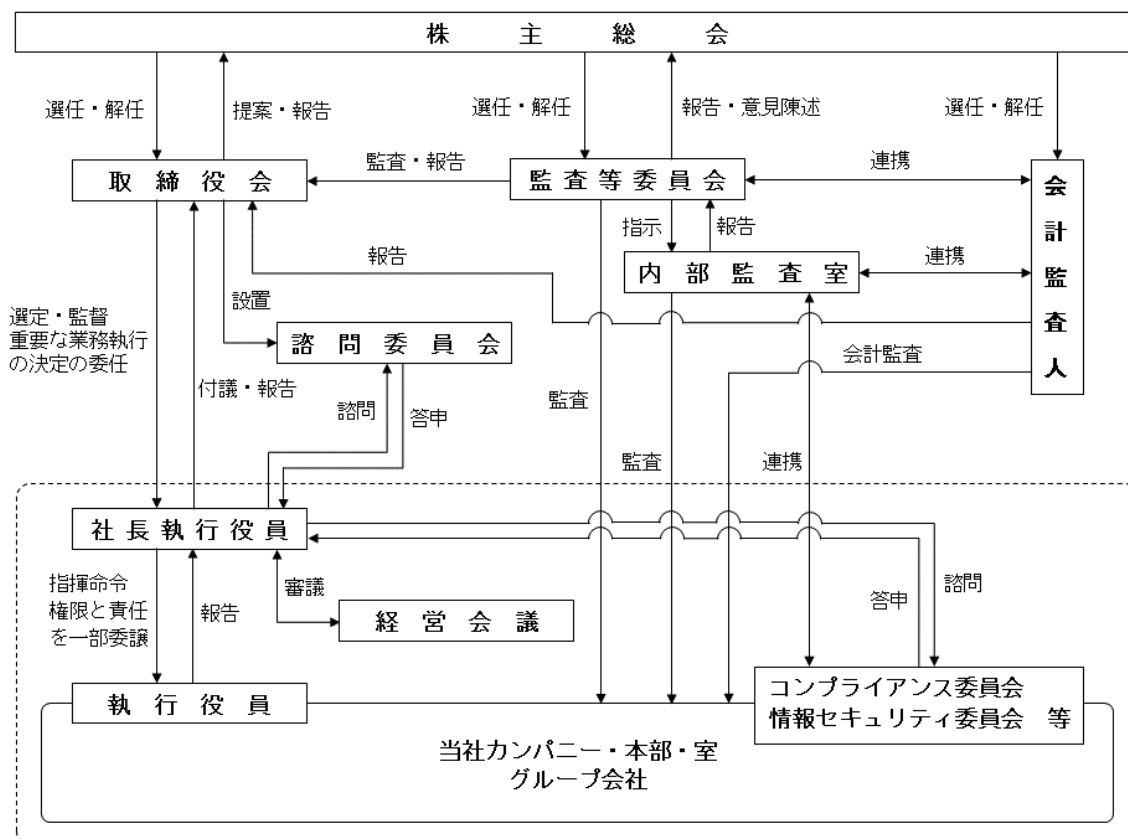 株主総会
選任・解任
提案・報告
選任・解任
報告・意見陳述
選任・解任
取締役会
監査・報告
監査等委員会
連携
会計監査人
指示
報告
内部監査室
連携
報告
設置
選定・監督
重要な業務執行
の決定の委任
諮問委員会
会計監査
付議・報告
諮問
答申
監査
監査
連携
社長執行役員
指揮命令
権限と責任
を一部委譲
報告
審議
経営会議
答申
諮問
執行役員
コンプライアンス委員会
情報セキュリティ委員会　等
当社カンパニー・本部・室
グループ会社